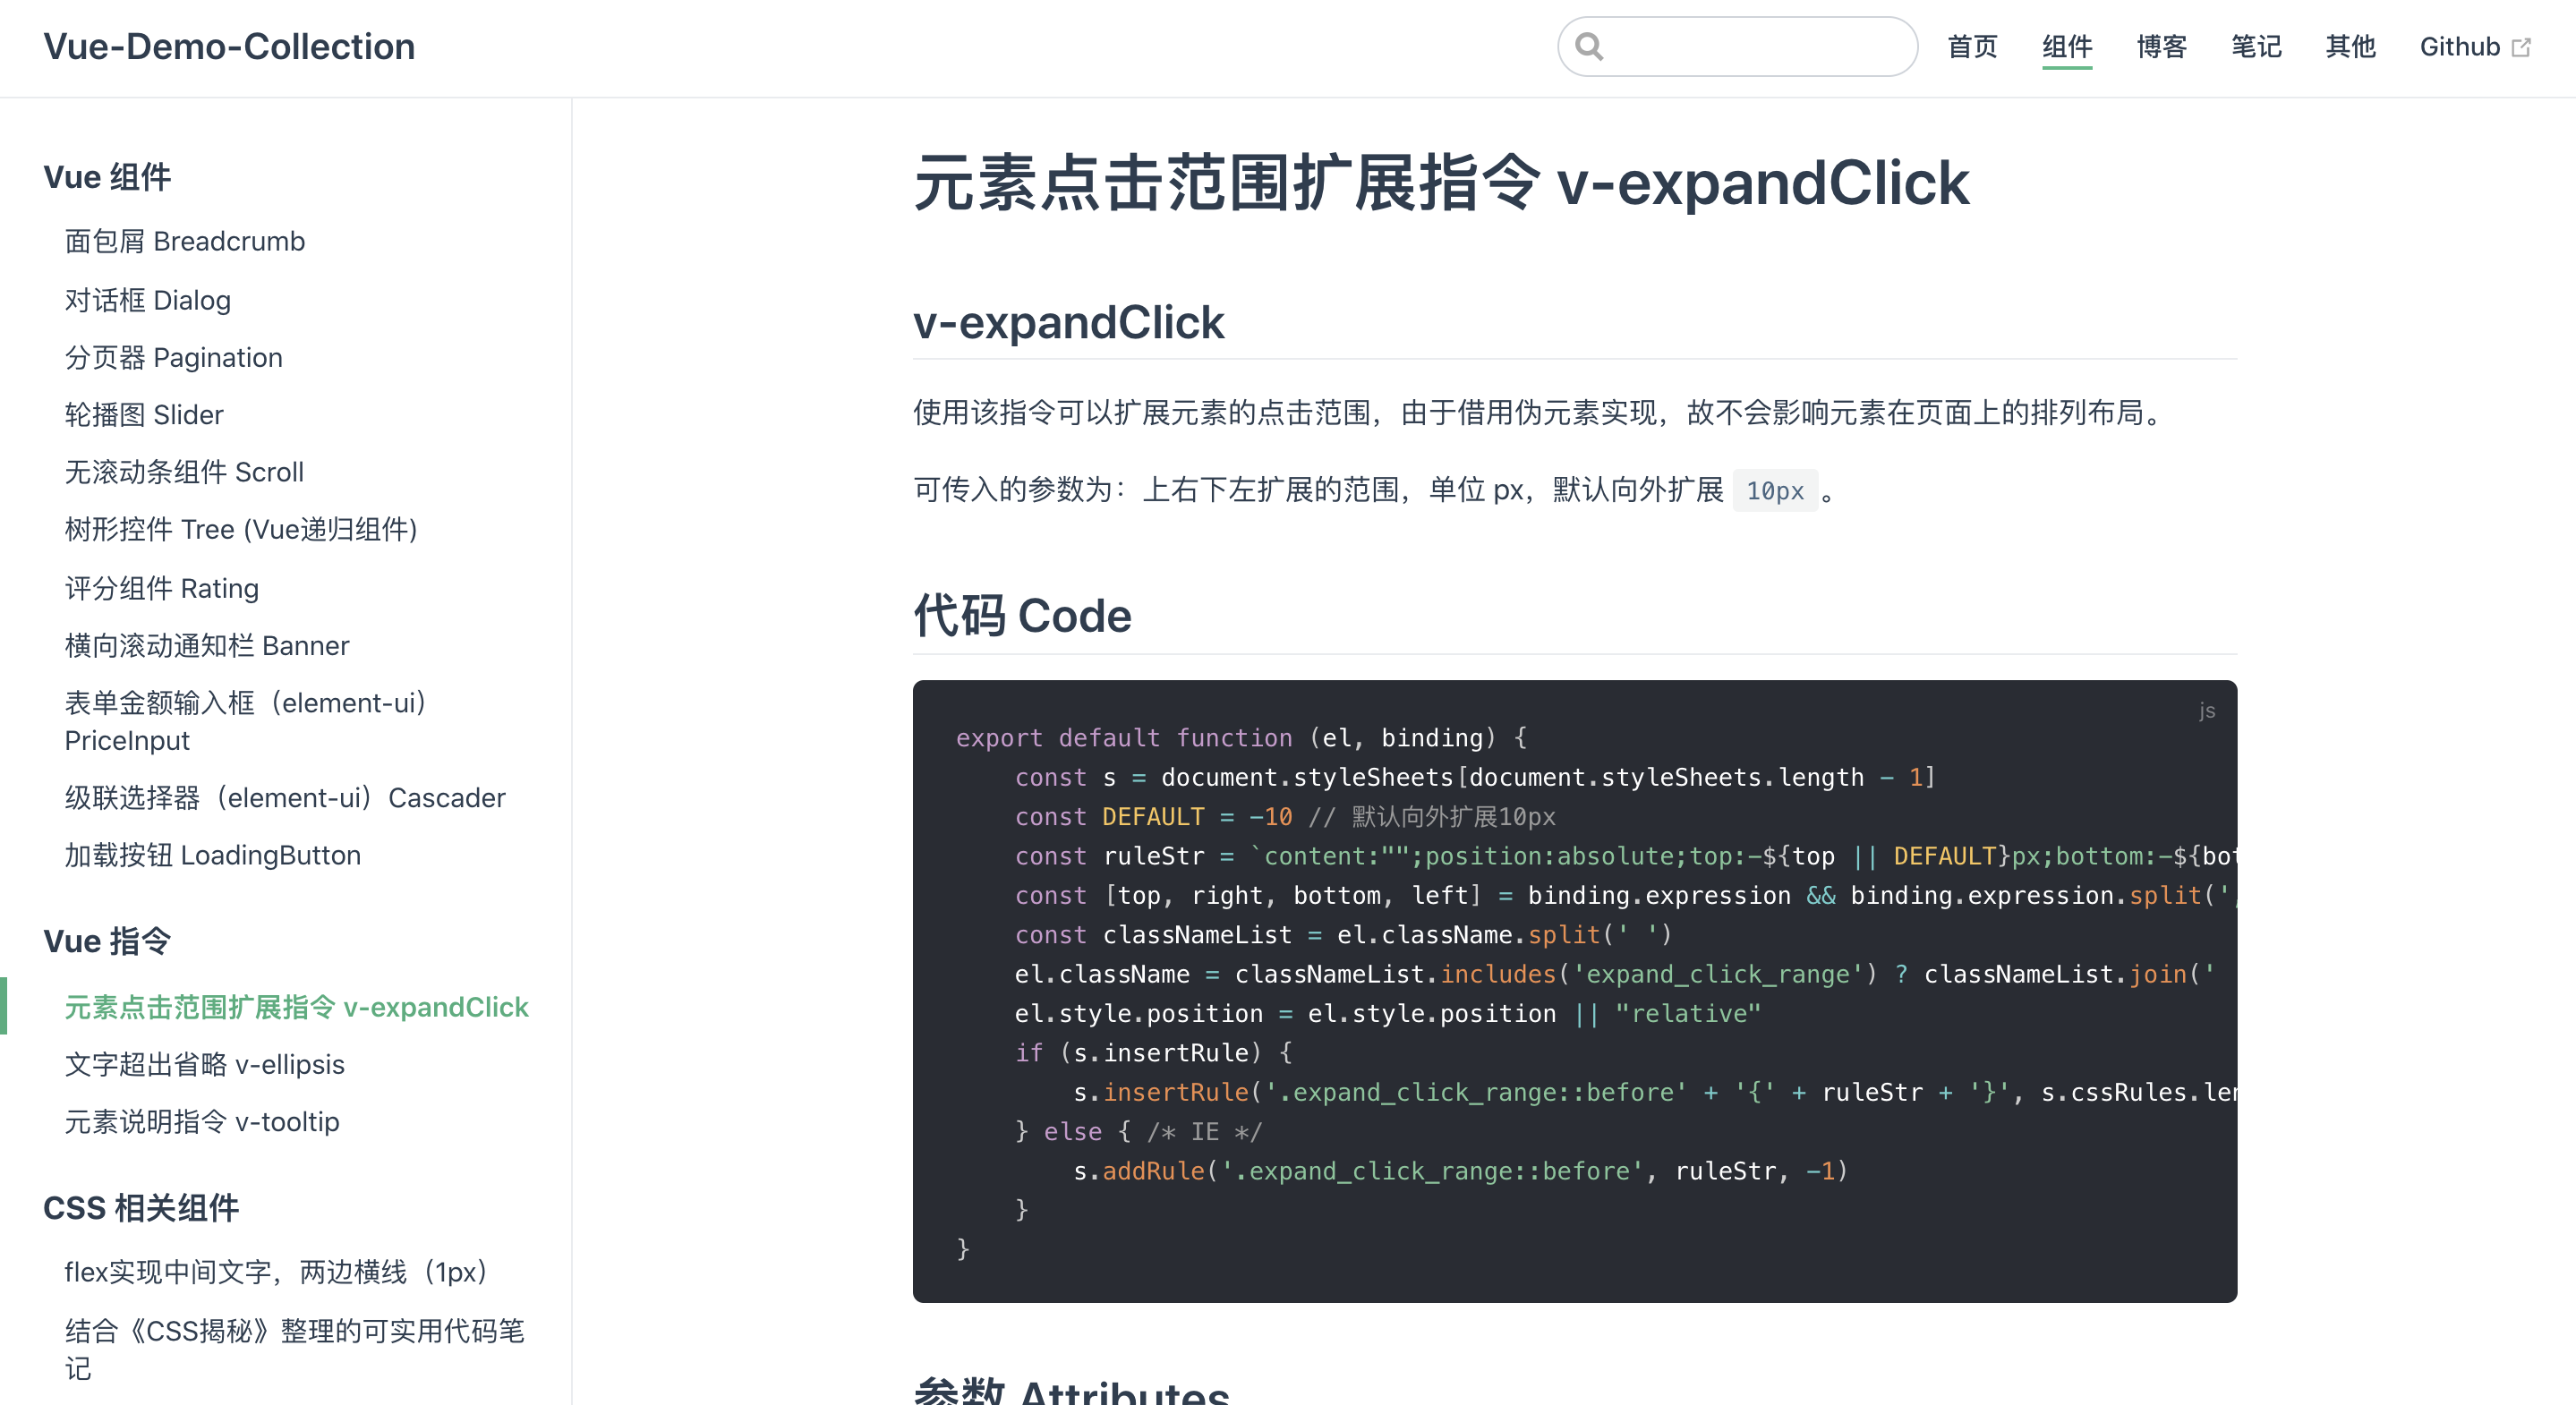 Vue-Demo-Collection
首页 组件 博客 笔记 其他 Github
Vue 组件
面包屑 Breadcrumb
对话框 Dialog
分页器 Pagination
轮播图 Slider
无滚动条组件 Scroll
树形控件 Tree (Vue递归组件)
评分组件 Rating
横向滚动通知栏 Banner
表单金额输入框（element-ui）
PriceInput
级联选择器（element-ui）Cascader
加载按钮 LoadingButton
Vue 指令
元素点击范围扩展指令 v-expandClick
文字超出省略 v-ellipsis
元素说明指令 v-tooltip
CSS 相关组件
flex实现中间文字，两边横线（1px）
结合《CSS揭秘》整理的可实用代码笔
记
元素点击范围扩展指令 v-expandClick
v-expandClick
使用该指令可以扩展元素的点击范围，由于借用伪元素实现，故不会影响元素在页面上的排列布局。
可传入的参数为：上右下左扩展的范围，单位 px，默认向外扩展 10px 。
代码 Code
js
export default function (el, binding) {
    const s = document.styleSheets[document.styleSheets.length - 1]
    const DEFAULT = -10 // 默认向外扩展10px
    const ruleStr = `content:"";position:absolute;top:-${top || DEFAULT}px;bottom:-${bot
    const [top, right, bottom, left] = binding.expression && binding.expression.split('
    const classNameList = el.className.split(' ')
    el.className = classNameList.includes('expand_click_range') ? classNameList.join('
    el.style.position = el.style.position || "relative"
    if (s.insertRule) {
        s.insertRule('.expand_click_range::before' + '{' + ruleStr + '}', s.cssRules.len
    } else { /* IE */
        s.addRule('.expand_click_range::before', ruleStr, -1)
    }
}
参数 Attributes